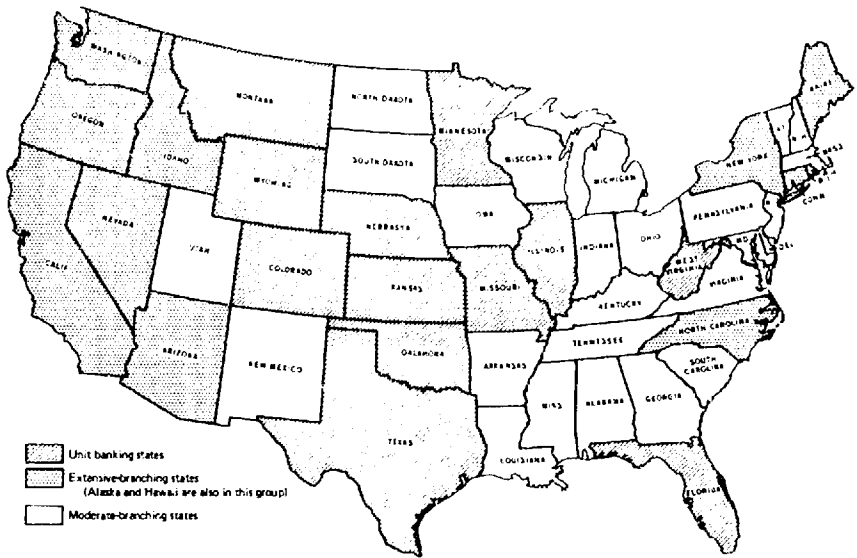 WASHINGTON
MAINE
MONTANA
NORTH DAKOTA
MINNESOTA
OREGON
IDAHO
SOUTH DAKOTA
WISCONSIN
VT
N.H.
MASS
NEW YORK
WYOMING
MICHIGAN
R.I.
CONN
NEBRASKA
IOWA
PENNSYLVANIA
N.J.
NEVADA
UTAH
ILLINOIS
INDIANA
OHIO
MD
DEL
CALIF
COLORADO
KANSAS
MISSOURI
WEST
VIRGINIA
VIRGINIA
KENTUCKY
ARIZONA
NEW MEXICO
OKLAHOMA
ARKANSAS
TENNESSEE
NORTH CAROLINA
SOUTH
CAROLINA
TEXAS
MISS
ALABAMA
GEORGIA
LOUISIANA
FLORIDA
Unit banking states
Extensive-branching states
(Alaska and Hawaii are also in this group)
Moderate-branching states